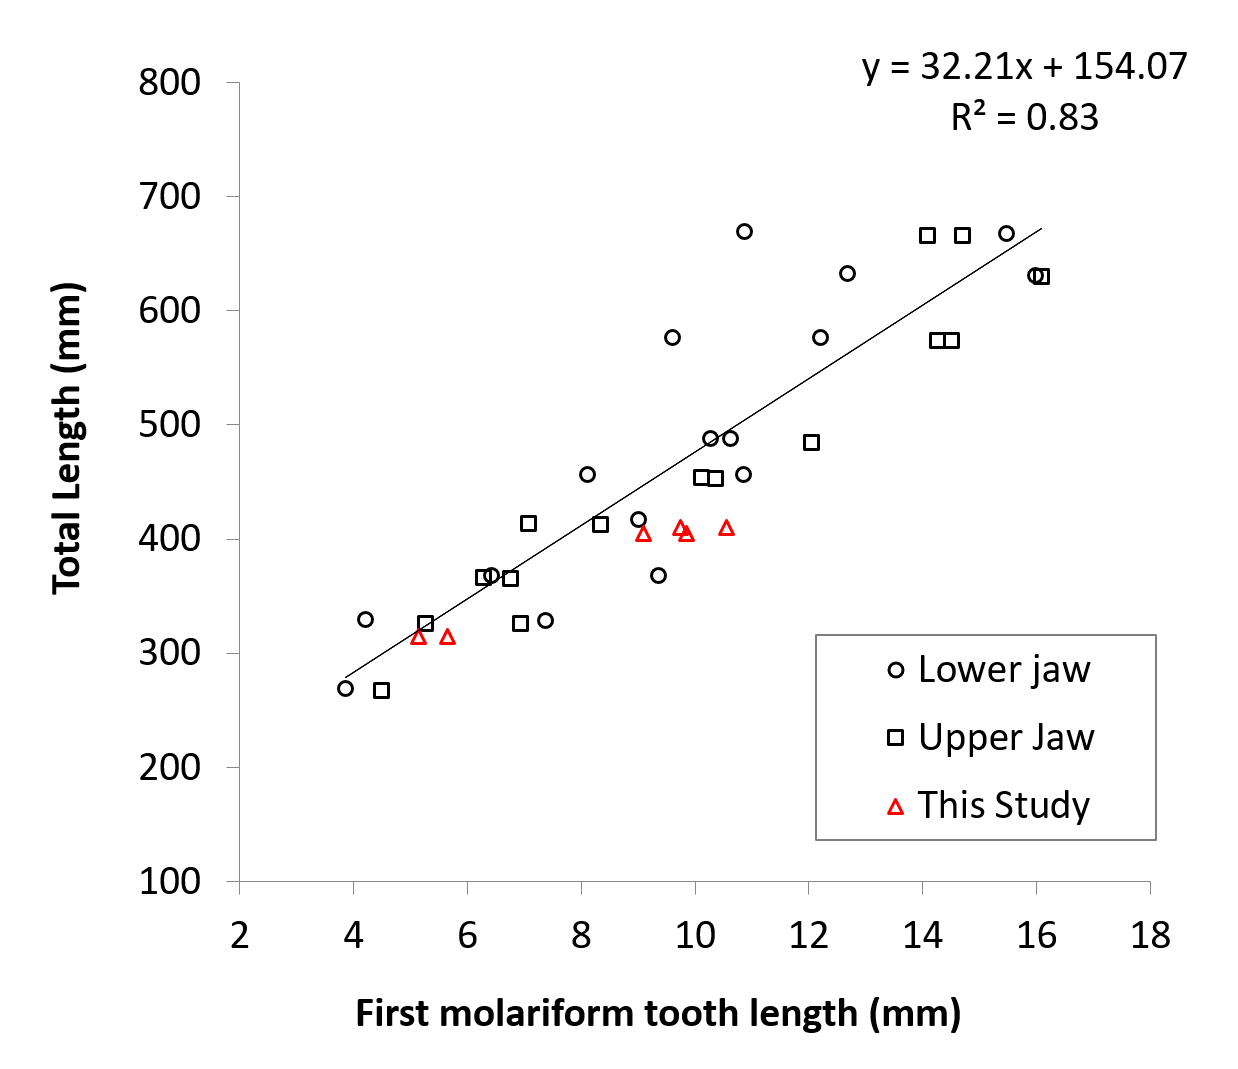 y = 32.21x + 154.07
R² = 0.83
800
700
600
500
400
300
200
100
Total Length (mm)
Lower jaw
Upper Jaw
This Study
2 4 6 8 10 12 14 16 18
First molariform tooth length (mm)